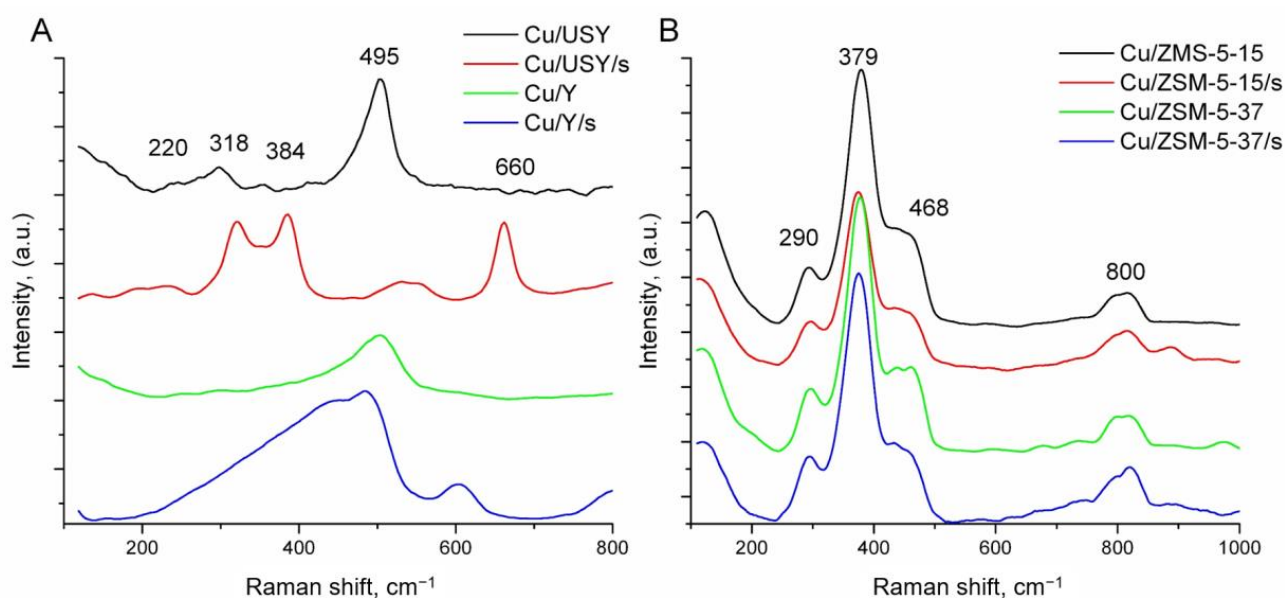 A
Cu/USY
Cu/USY/s
Cu/Y
Cu/Y/s
495
220
318
384
660
Intensity, (a.u.)
200
400
600
800
Raman shift, cm⁻¹
B
Cu/ZMS-5-15
Cu/ZSM-5-15/s
Cu/ZSM-5-37
Cu/ZSM-5-37/s
379
290
468
800
Intensity, (a.u.)
200
400
600
800
1000
Raman shift, cm⁻¹